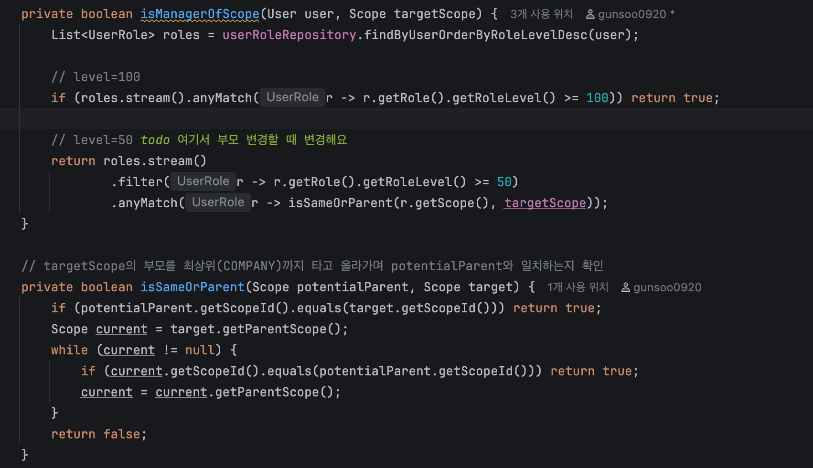 private boolean isManagerOfScope(User user, Scope targetScope) { 3개 사용 위치 gunsoo0920 *
List<UserRole> roles = userRoleRepository.findByUserOrderByRoleLevelDesc(user);
// level=100
if (roles.stream().anyMatch( UserRole r -> r.getRole().getRoleLevel() >= 100)) return true;
// level=50 todo 여기서 부모 변경할 때 변경해요
return roles.stream()
.filter( UserRole r -> r.getRole().getRoleLevel() >= 50)
.anyMatch( UserRole r -> isSameOrParent(r.getScope(), targetScope));
}
// targetScope의 부모를 최상위(COMPANY)까지 타고 올라가며 potentialParent와 일치하는지 확인
private boolean isSameOrParent(Scope potentialParent, Scope target) { 1개 사용 위치 gunsoo0920
if (potentialParent.getScopeId().equals(target.getScopeId())) return true;
Scope current = target.getParentScope();
while (current != null) {
if (current.getScopeId().equals(potentialParent.getScopeId())) return true;
current = current.getParentScope();
}
return false;
}